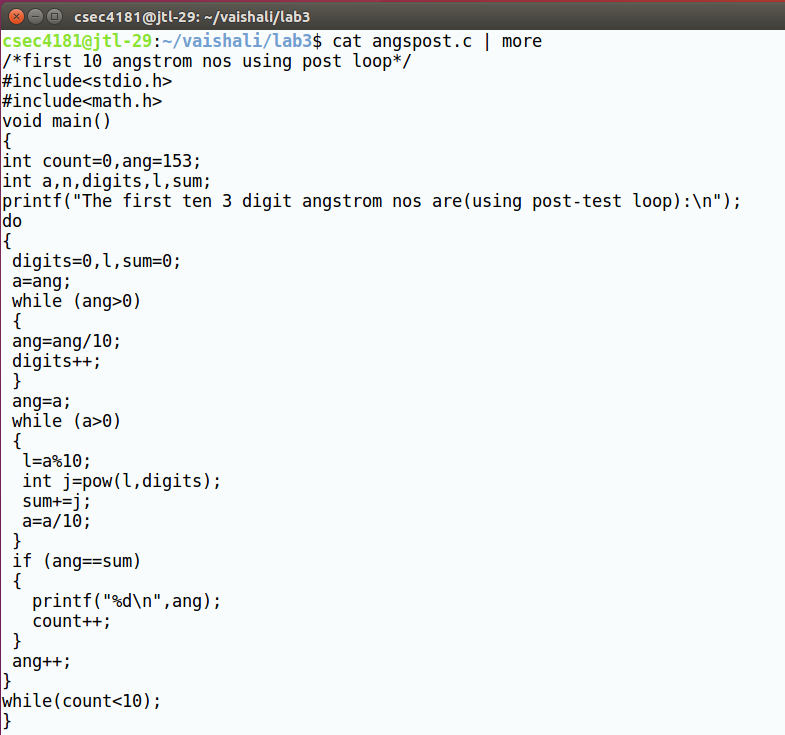 csec4181@jtl-29: ~/vaishali/lab3
csec4181@jtl-29:~/vaishali/lab3$ cat angspost.c | more
/*first 10 angstrom nos using post loop*/
#include<stdio.h>
#include<math.h>
void main()
{
int count=0,ang=153;
int a,n,digits,l,sum;
printf("The first ten 3 digit angstrom nos are(using post-test loop):\n");
do
{
 digits=0,l,sum=0;
 a=ang;
 while (ang>0)
 {
 ang=ang/10;
 digits++;
 }
 ang=a;
 while (a>0)
 {
  l=a%10;
  int j=pow(l,digits);
  sum+=j;
  a=a/10;
 }
 if (ang==sum)
 {
   printf("%d\n",ang);
   count++;
 }
 ang++;
}
while(count<10);
}